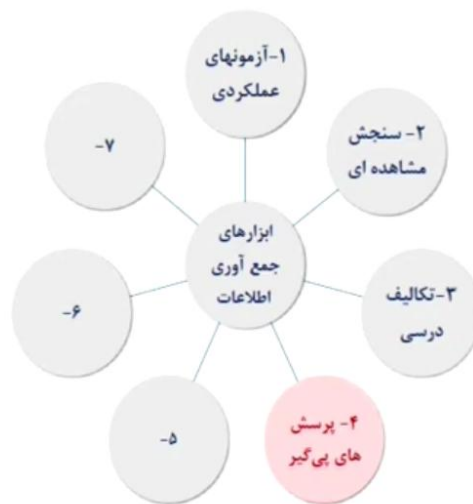 ابزارهای
جمع آوری
اطلاعات
۱-آزمونهای
عملکردی
۲- سنجش
مشاهده ای
۳-تکالیف
درسی
۴- پرسش
های پی‌گیر
۵-
۶-
۷-